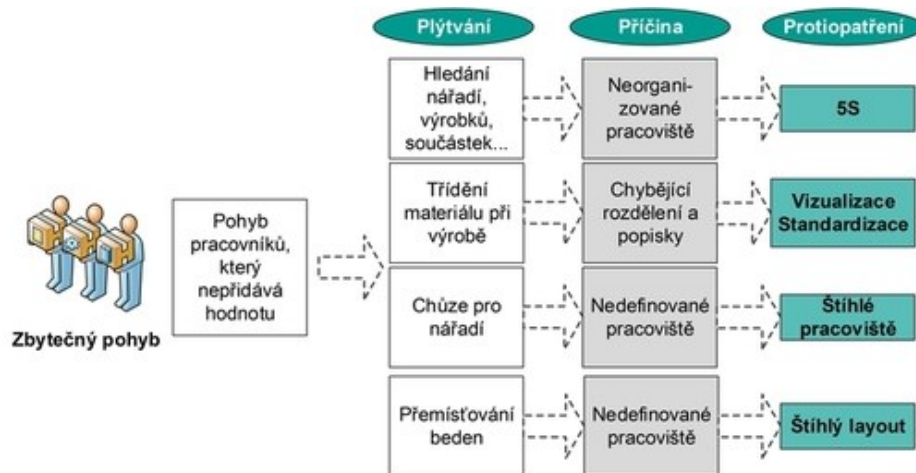 Plýtvání
Příčina
Protiopatření
Hledání
nářadí,
výrobků,
součástek...
Neorgani-
zované
pracoviště
5S
Třídění
materiálu při
výrobě
Chybějící
rozdělení a
popisky
Vizualizace
Standardizace
Pohyb
pracovníků,
který
nepřidává
hodnotu
Zbytečný pohyb
Chůze pro
nářadí
Nedefinované
pracoviště
Štíhlé
pracoviště
Přemísťování
beden
Nedefinované
pracoviště
Štíhlý layout